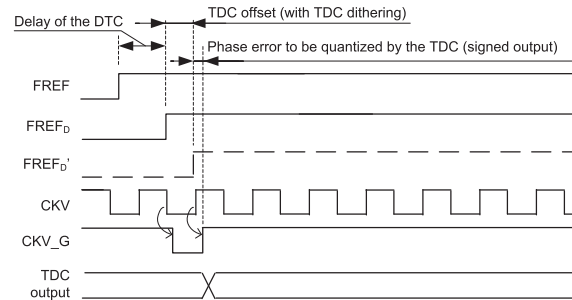 TDC offset (with TDC dithering)
Delay of the DTC
Phase error to be quantized by the TDC (signed output)
FREF
FREF_D
FREF_D'
CKV
CKV_G
TDC
output